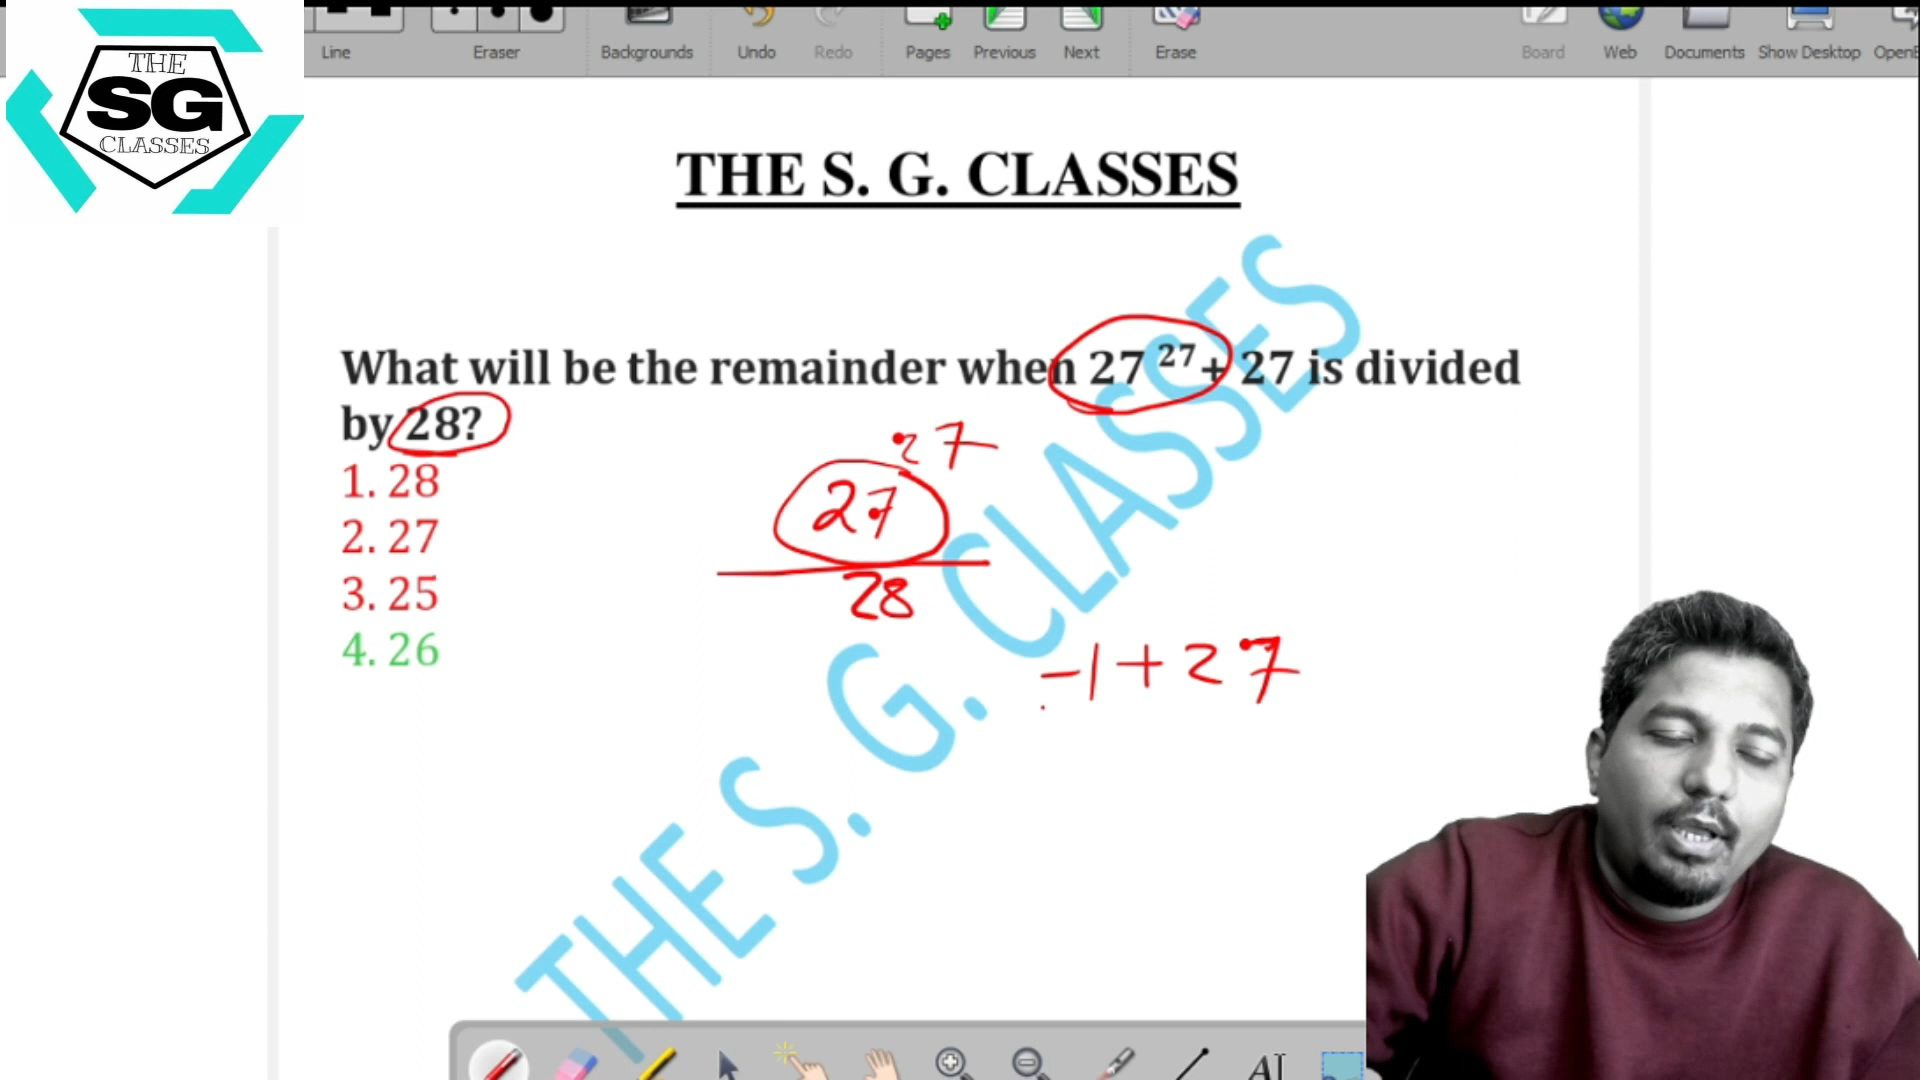 Line Eraser Backgrounds Undo Redo Pages Previous Next Erase Board Web Documents Show Desktop
THE
SG
CLASSES
THE S. G. CLASSES
What will be the remainder when 27 ²⁷+ 27 is divided
by 28?
1. 28
2. 27
3. 25
4. 26
27
27
28
-1+27
THE S. G. CLASSES
AI